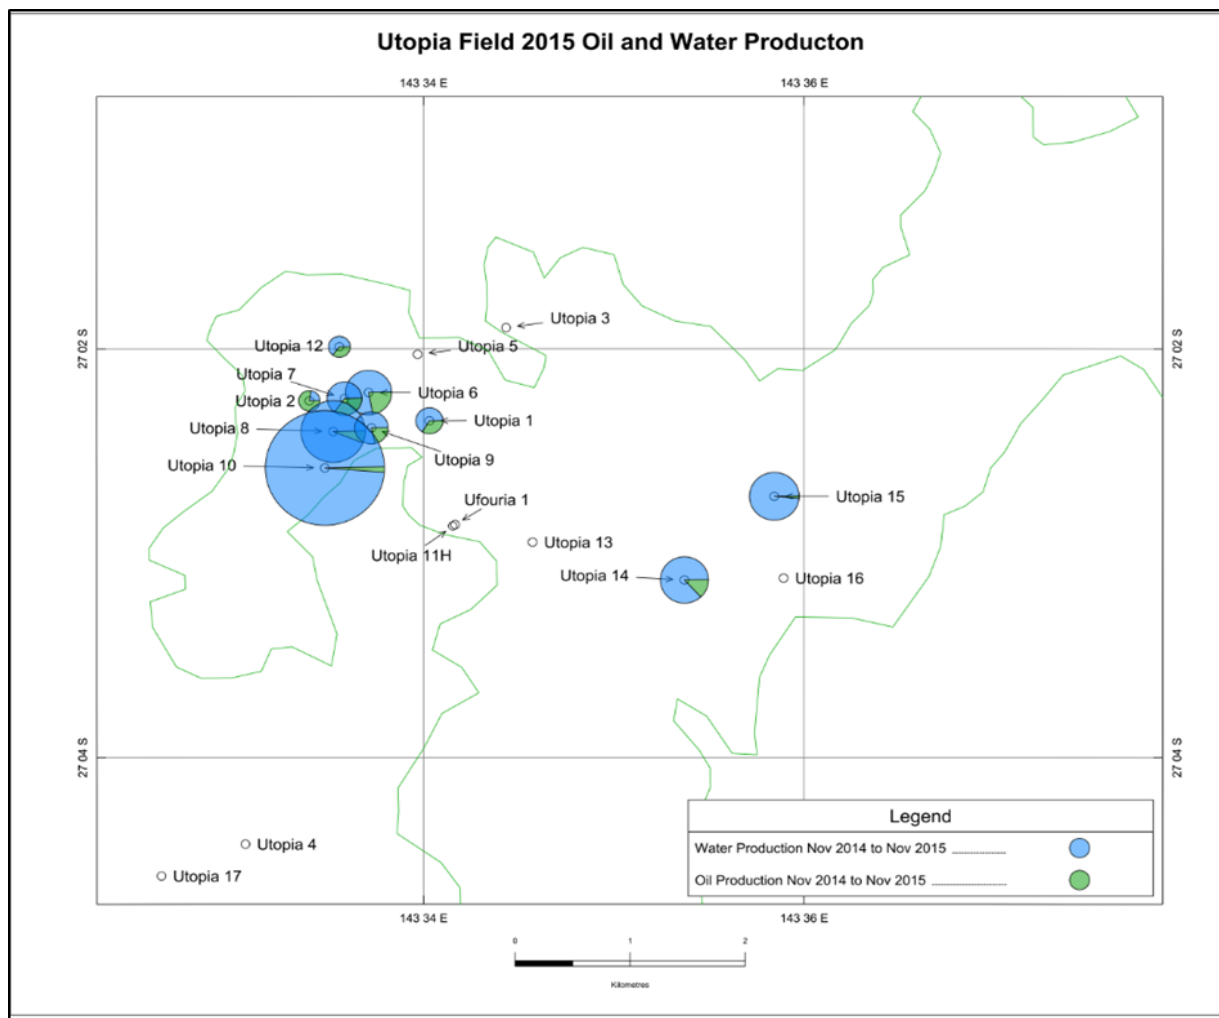 Utopia Field 2015 Oil and Water Producton
143 34 E
143 36 E
Utopia 3
Utopia 12
Utopia 5
27 02 S
27 02 S
Utopia 7
Utopia 6
Utopia 2
Utopia 1
Utopia 8
Utopia 9
Utopia 10
Utopia 15
Ufouria 1
Utopia 11H
Utopia 13
Utopia 14
Utopia 16
27 04 S
27 04 S
Legend
Utopia 4
Water Production Nov 2014 to Nov 2015
Utopia 17
Oil Production Nov 2014 to Nov 2015
143 34 E
143 36 E
0 1 2
Kilometres